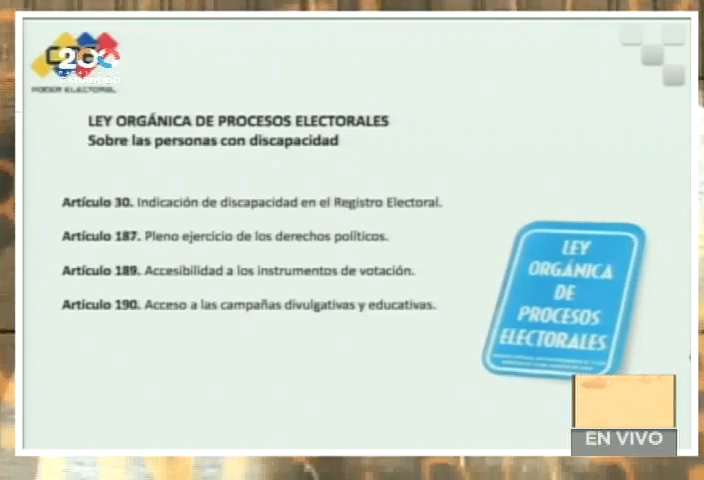 200
PODER ELECTORAL
LEY ORGÁNICA DE PROCESOS ELECTORALES
Sobre las personas con discapacidad
Artículo 30. Indicación de discapacidad en el Registro Electoral.
Artículo 187. Pleno ejercicio de los derechos políticos.
Artículo 189. Accesibilidad a los instrumentos de votación.
Artículo 190. Acceso a las campañas divulgativas y educativas.
LEY
ORGÁNICA
DE
PROCESOS
ELECTORALES
EN VIVO